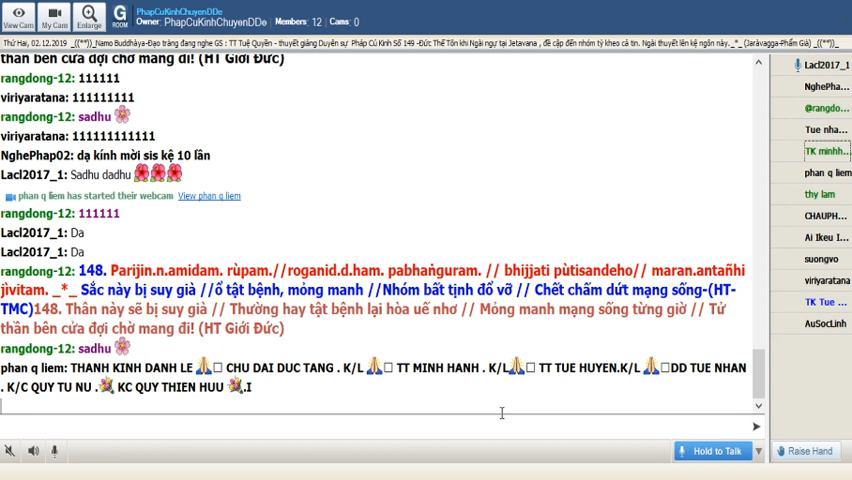 View Cam
My Cam
Enlarge
G
ROOM
PhapCuKinhChuyenDDe
Owner: PhapCuKinhChuyenDDe Members: 12 / Cams: 0
Thứ Hai, 02.12.2019 _((**))_Namo Buddhàya-Đạo tràng đang nghe GS : TT Tuệ Quyền - thuyết giảng Duyên sự Pháp Cú Kinh Số 149 -Đức Thế Tôn khi Ngài ngụ tại Jetavana , đề cập đến nhóm tỳ kheo cả tin. Ngài thuyết lên kệ ngôn này._*_ (Jaràvagga-Phẩm Già) _((**))_
thần bên cửa đợi chờ mang đi! (HT Giới Đức)
rangdong-12: 111111
viriyaratana: 111111111
rangdong-12: sadhu
viriyaratana: 111111111111
NghePhap02: dạ kính mời sis kệ 10 lần
Lacl2017_1: Sadhu dadhu
phan q liem has started their webcam View phan q liem
rangdong-12: 111111
Lacl2017_1: Da
Lacl2017_1: Da
rangdong-12: 148. Parijin.n.amidam. rùpam.//roganid.d.ham. pabhaṅguram. // bhijjati pùtisandeho// maran.antañhi
jìvitam. _*_ Sắc này bị suy già //ổ tật bệnh, mỏng manh //Nhóm bất tịnh đổ vỡ // Chết chấm dứt mạng sống-(HT-
TMC)148. Thân này sẽ bị suy già // Thường hay tật bệnh lại hòa uế nhơ // Mỏng manh mạng sống từng giờ // Tử
thần bên cửa đợi chờ mang đi! (HT Giới Đức)
rangdong-12: sadhu
phan q liem: THANH KINH DANH LE CHU DAI DUC TANG . K/L TT MINH HANH . K/L TT TUE HUYEN.K/L DD TUE NHAN
. K/C QUY TU NU . KC QUY THIEN HUU .I
Hold to Talk
Raise Hand
Lacl2017_1
NghePha...
@rangdo...
Tue nha...
TK minhh...
phan q liem
thy lam
CHAUPH...
Ai Ikeu I...
suongvo
viriyaratana
TK Tue ...
AuSocLinh